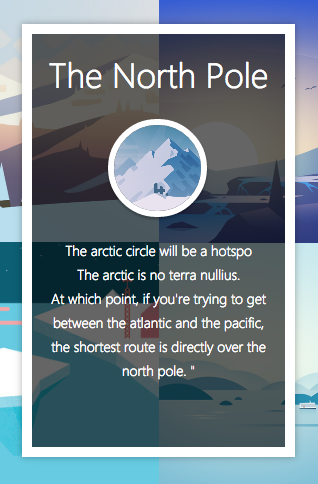 The North Pole
The arctic circle will be a hotspo
The arctic is no terra nullius.
At which point, if you're trying to get
between the atlantic and the pacific,
the shortest route is directly over the
north pole. "